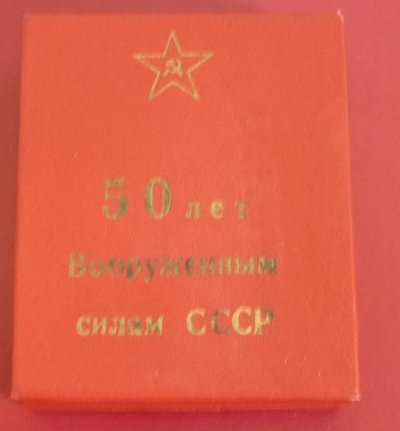 50 лет
Вооруженным
силам СССР